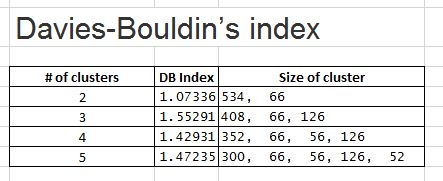 Davies-Bouldin's index
# of clusters DB Index Size of cluster
2 1.07336 534, 66
3 1.55291 408, 66, 126
4 1.42931 352, 66, 56, 126
5 1.47235 300, 66, 56, 126, 52